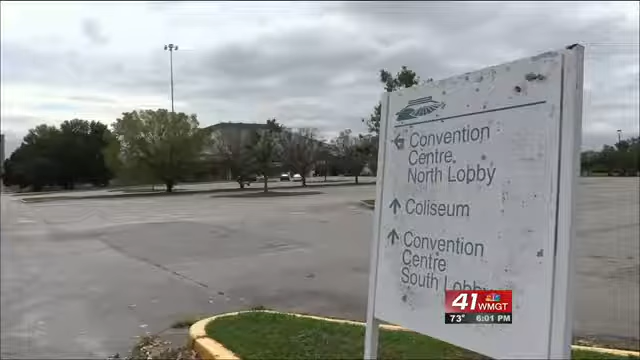 Convention
Centre
North Lobby
Coliseum
Convention
Centre
South Lobby
41 WMGT
73° 6:01 PM